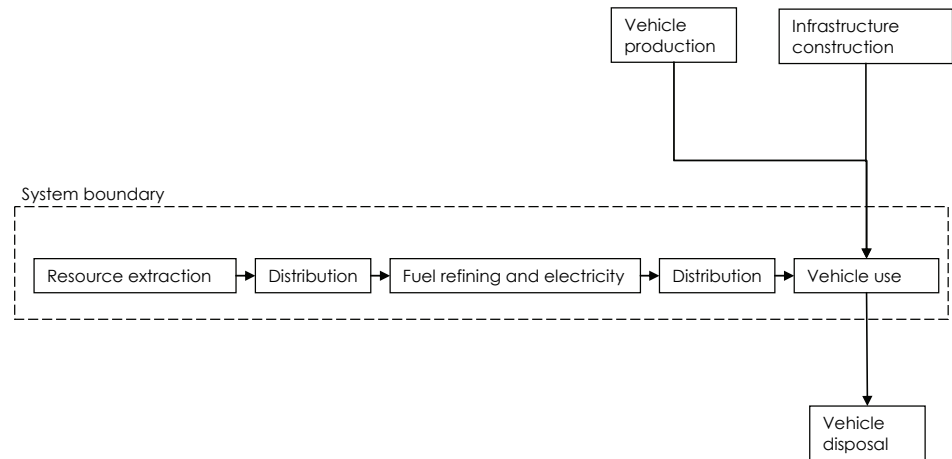 Vehicle
production
Infrastructure
construction
System boundary
Resource extraction
Distribution
Fuel refining and electricity
Distribution
Vehicle use
Vehicle
disposal